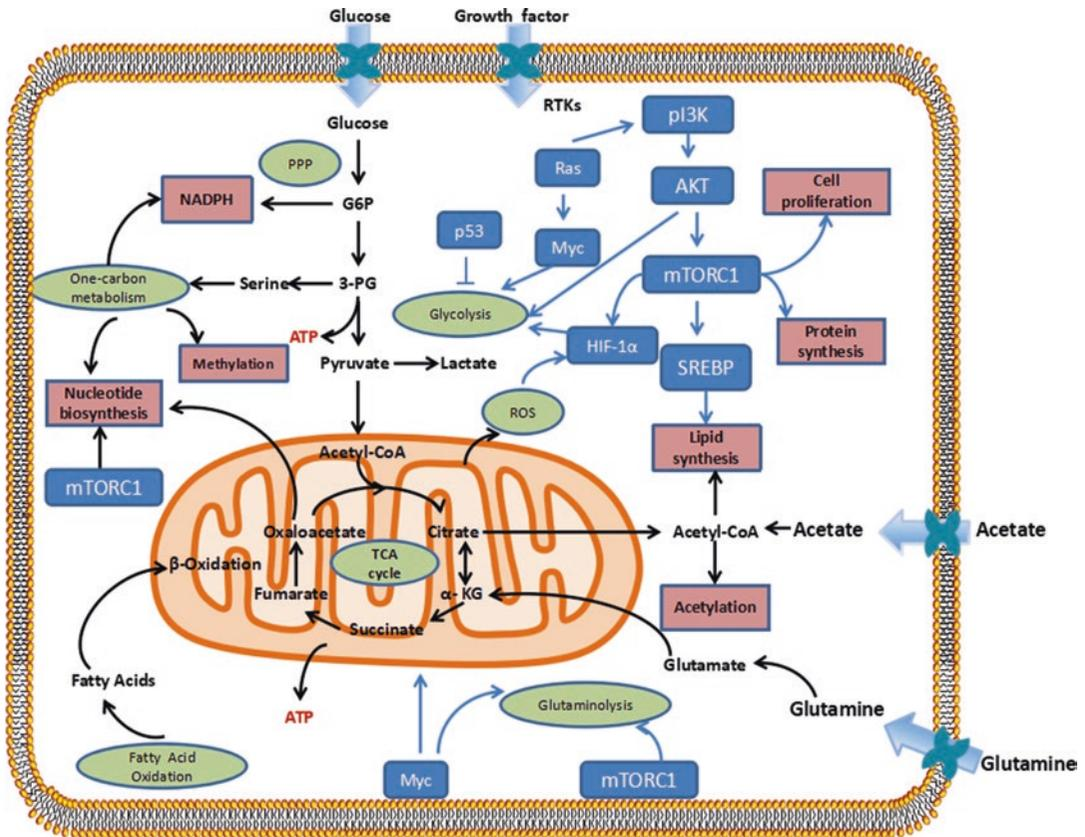 Glucose
Growth factor
RTKs
Glucose
pI3K
PPP
Ras
Cell
proliferation
NADPH
G6P
AKT
p53
Myc
One-carbon
metabolism
Serine
3-PG
mTORC1
Glycolysis
ATP
HIF-1α
Protein
synthesis
Methylation
Pyruvate
Lactate
SREBP
Nucleotide
biosynthesis
ROS
Lipid
synthesis
Acetyl-CoA
mTORC1
Oxaloacetate
Citrate
Acetyl-CoA
Acetate
Acetate
TCA
cycle
β-Oxidation
Fumarate
α- KG
Acetylation
Succinate
Glutamate
Fatty Acids
Glutaminolysis
Glutamine
ATP
Fatty Acid
Oxidation
Myc
mTORC1
Glutamine